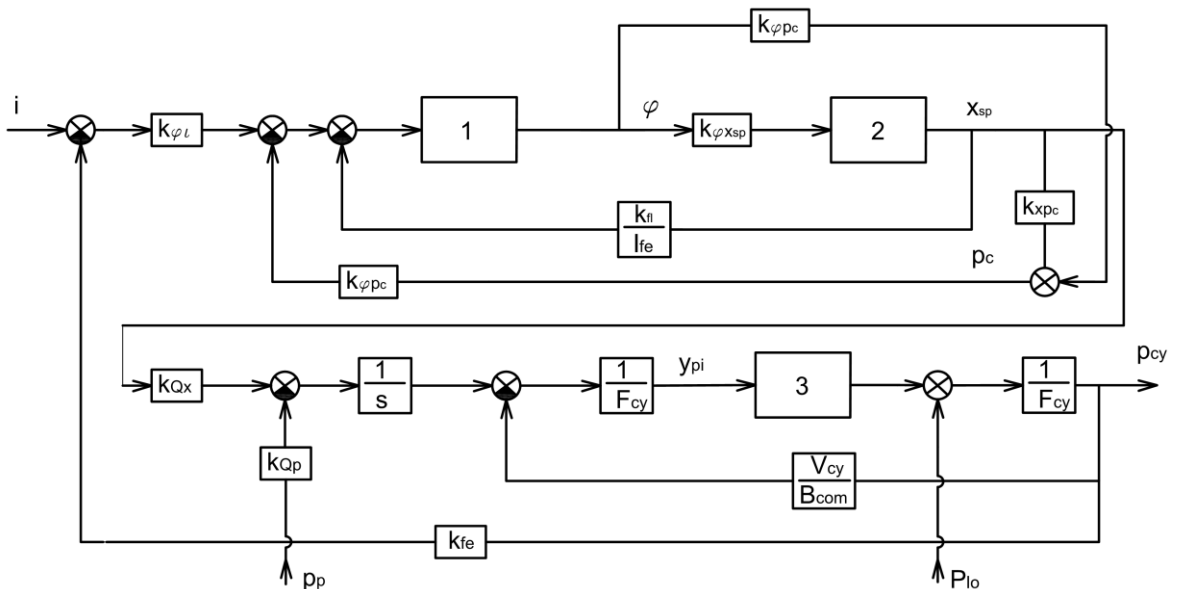 kφpc
i
kφι
1
φ
kφxsp
2
xsp
kfl
lfe
kxpc
pc
kφpc
kQx
1
s
1
Fcy
ypi
3
1
Fcy
pcy
kQp
Vcy
Bcom
kfe
pp
Plo